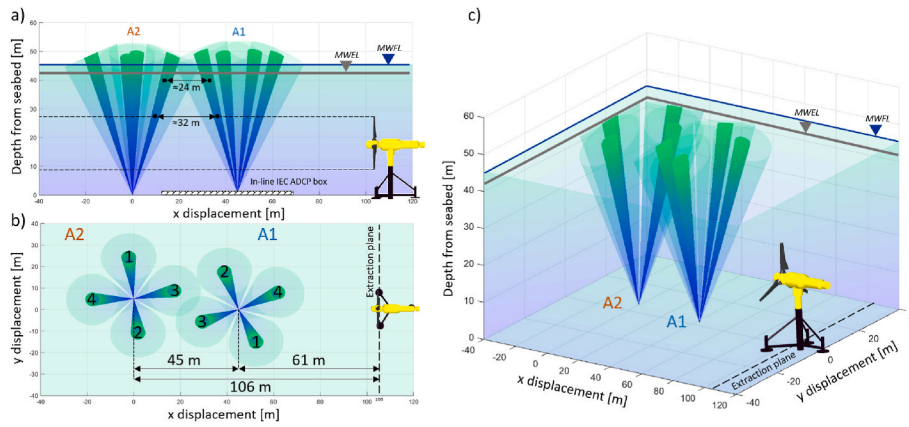 a)
A2
A1
MWEL
MWFL
≈24 m
≈32 m
In-line IEC ADCP box
Depth from seabed [m]
60
50
40
30
20
10
0
-40
-20
0
20
40
60
80
100
120
x displacement [m]
b)
A2
A1
1
2
3
4
1
2
3
4
Extraction plane
45 m
61 m
106 m
y displacement [m]
40
30
20
10
0
-10
-20
-30
-40
-40
-20
0
20
40
60
80
100
106
120
x displacement [m]
c)
MWEL
MWFL
A2
A1
Extraction plane
Depth from seabed [m]
60
50
40
30
20
10
0
-40
-20
0
20
40
60
80
100
120
x displacement [m]
-40
-20
0
20
y displacement [m]